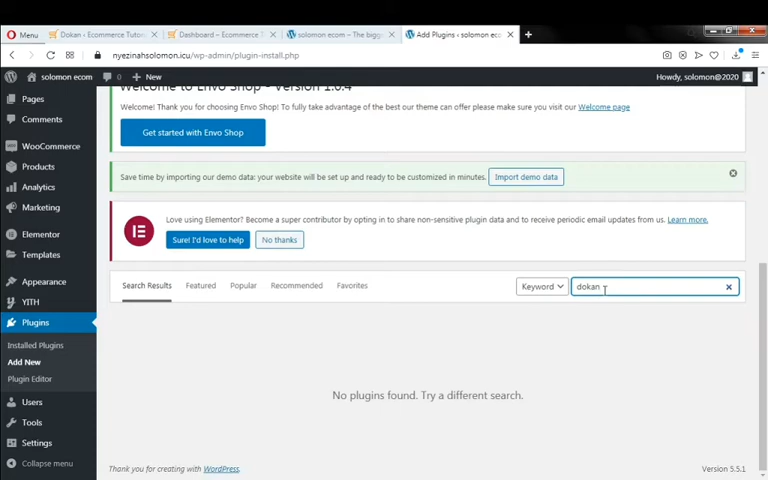 Menu
Dokan ‹ Ecommerce Tutor
Dashboard ‹ Ecommerce T
solomon ecom – The bigg
Add Plugins ‹ solomon eco
nyezinahsolomon.icu/wp-admin/plugin-install.php
solomon ecom 0 New
Howdy, solomon@2020
Pages
Comments
WooCommerce
Products
Analytics
Marketing
Elementor
Templates
Appearance
YITH
Plugins
Installed Plugins
Add New
Plugin Editor
Users
Tools
Settings
Collapse menu
Welcome to Envo Shop - Version 1.0.4
Welcome! Thank you for choosing Envo Shop! To fully take advantage of the best our theme can offer please make sure you visit our Welcome page
Get started with Envo Shop
Save time by importing our demo data: your website will be set up and ready to be customized in minutes. Import demo data
Love using Elementor? Become a super contributor by opting in to share non-sensitive plugin data and to receive periodic email updates from us. Learn more.
Sure! I'd love to help No thanks
Search Results Featured Popular Recommended Favorites Keyword dokan
No plugins found. Try a different search.
Thank you for creating with WordPress.
Version 5.5.1